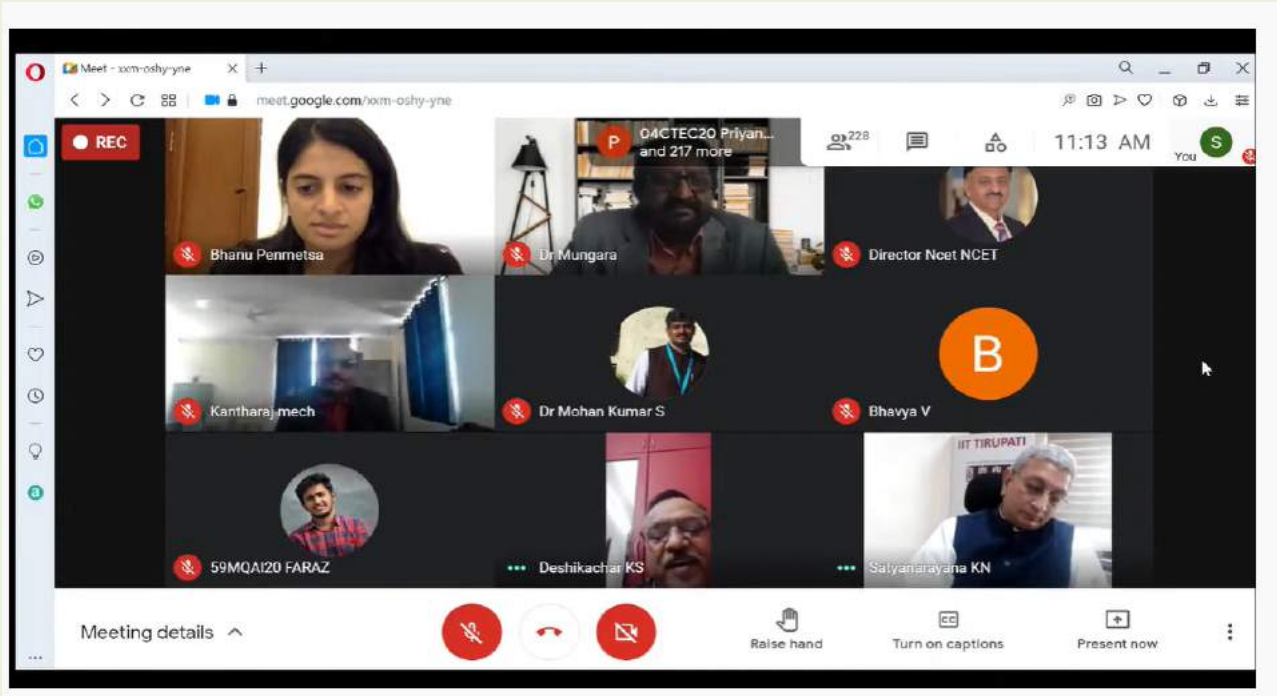 Meet - xxm-oshy-yne
meet.google.com/xxm-oshy-yne
REC
P
04CTEC20 Priyan...
and 217 more
228
11:13 AM
You
S
Bhanu Penmetsa
Dr Mungara
Director Ncet NCET
Kantharaj mech
Dr Mohan Kumar S
B
Bhavya V
IIT TIRUPATI
59MQAI20 FARAZ
Deshikachar KS
Satyanarayana KN
Meeting details
Raise hand
CC
Turn on captions
Present now